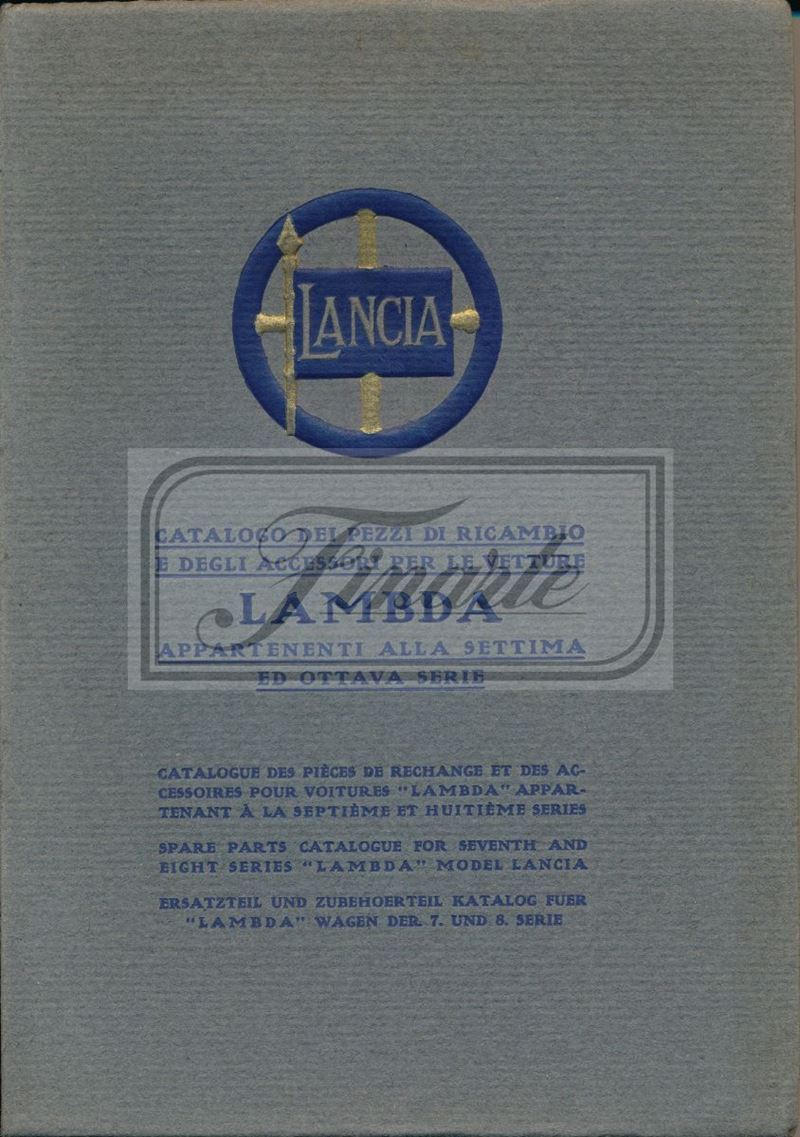 LANCIA
CATALOGO DEI PEZZI DI RICAMBIO
E DEGLI ACCESSORI PER LE VETTURE
Finarte
LAMBDA
APPARTENENTI ALLA SETTIMA
ED OTTAVA SERIE
CATALOGUE DES PIÈCES DE RECHANGE ET DES AC-
CESSOIRES POUR VOITURES "LAMBDA" APPAR-
TENANT À LA SEPTIÈME ET HUITIÈME SERIES
SPARE PARTS CATALOGUE FOR SEVENTH AND
EIGHT SERIES "LAMBDA" MODEL LANCIA
ERSATZTEIL UND ZUBEHOERTEIL KATALOG FUER
"LAMBDA" WAGEN DER 7. UND 8. SERIE